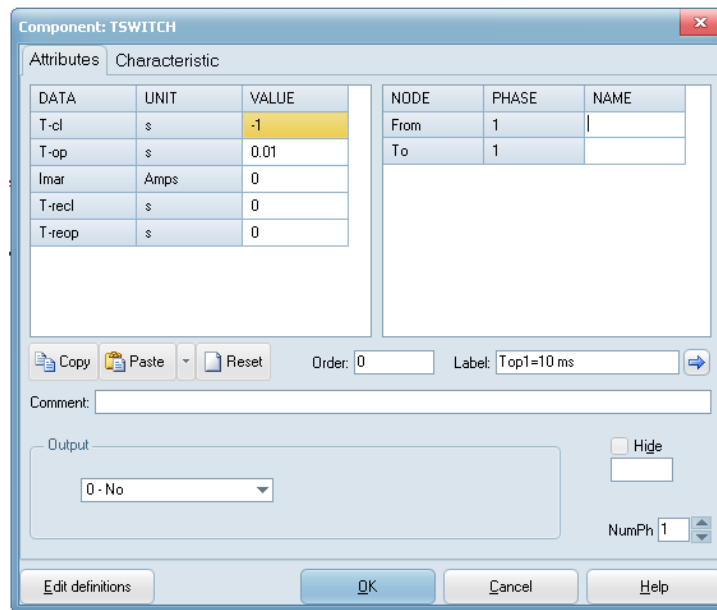 Component: TSWITCH
x
Attributes Characteristic
DATA UNIT VALUE
T-cl s -1
T-op s 0.01
Imar Amps 0
T-recl s 0
T-reop s 0
NODE PHASE NAME
From 1
To 1
Copy Paste Reset Order: 0 Label: Top1=10 ms
Comment:
Output
0 - No
Hide
NumPh 1
Edit definitions OK Cancel Help